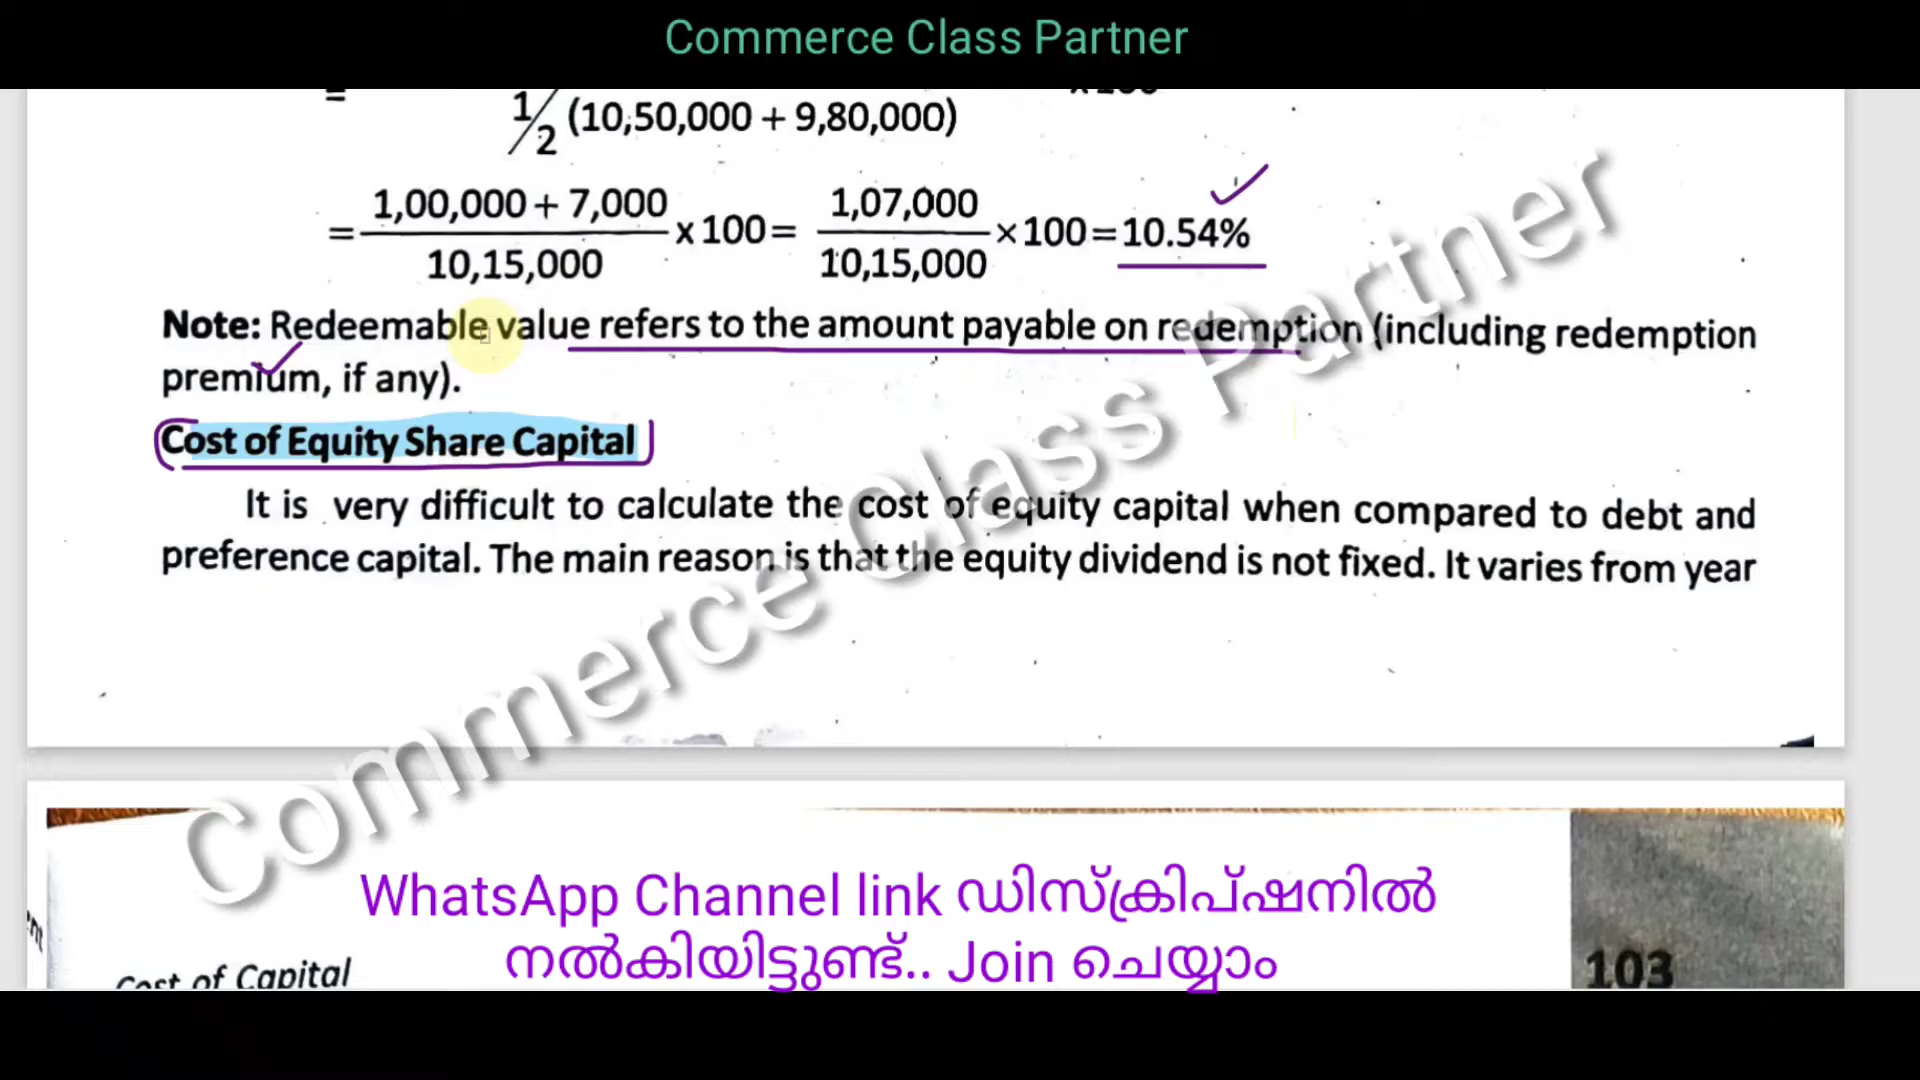 Commerce Class Partner
=
1/2 (10,50,000 + 9,80,000)
= 1,00,000 + 7,000 / 10,15,000 x 100 = 1,07,000 / 10,15,000 × 100 = 10.54%
Note: Redeemable value refers to the amount payable on redemption (including redemption
premium, if any).
Cost of Equity Share Capital
It is very difficult to calculate the cost of equity capital when compared to debt and
preference capital. The main reason is that the equity dividend is not fixed. It varies from year
Commerce Class Partner
WhatsApp Channel link ഡിസ്ക്രിപ്ഷനിൽ
നൽകിയിട്ടുണ്ട്.. Join ചെയ്യാം
Cost of Capital
103